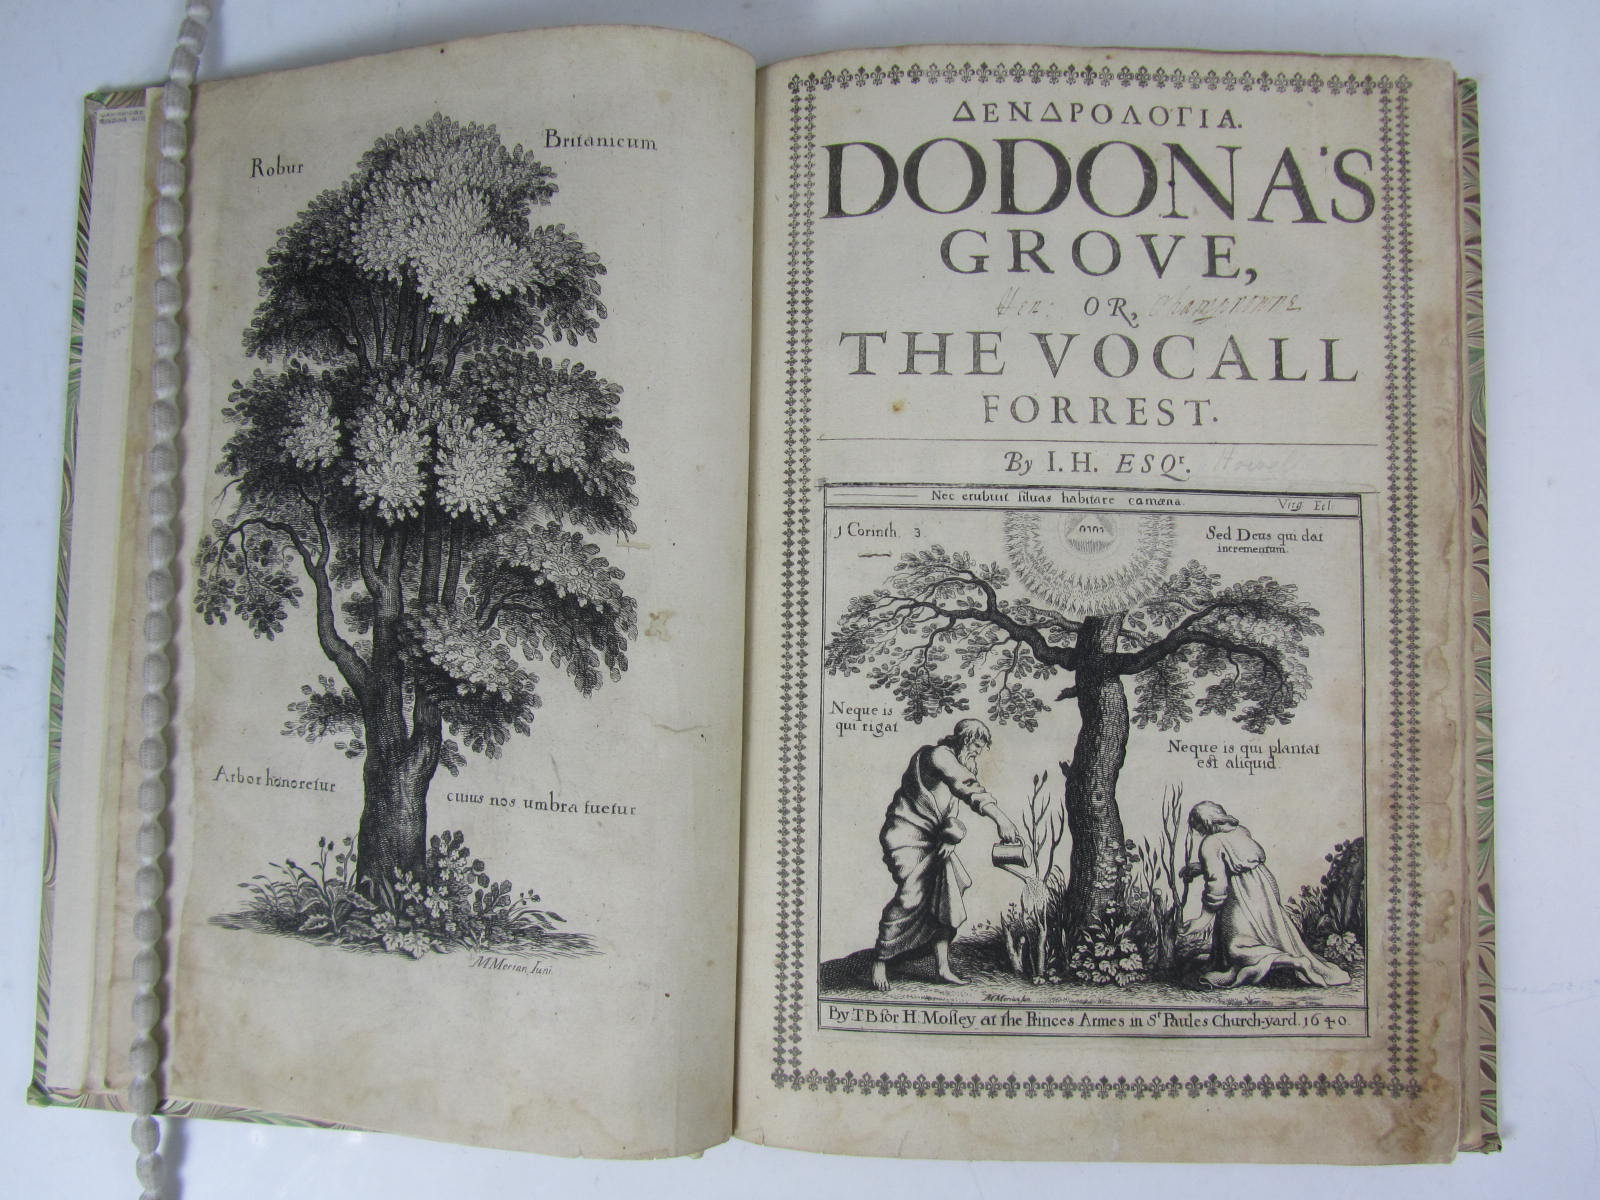 Robur Britanicum
Arbor honoretur cuius nos umbra tuetur
M Merian Iuni.
ΔΕΝΔΡΟΛΟΓΙΑ.
DODONA'S
GROVE,
OR,
THE VOCALL
FORREST.
By I. H. ESQr.
Nec erubuit siluas habitare camæna. Virg Ecl.
1 Corinth. 3.
Sed Deus qui dat
incrementum.
Neque is
qui rigat
Neque is qui plantat
est aliquid.
By T.B for H. Mosley at the Princes Armes in St Paules Church-yard. 1640.